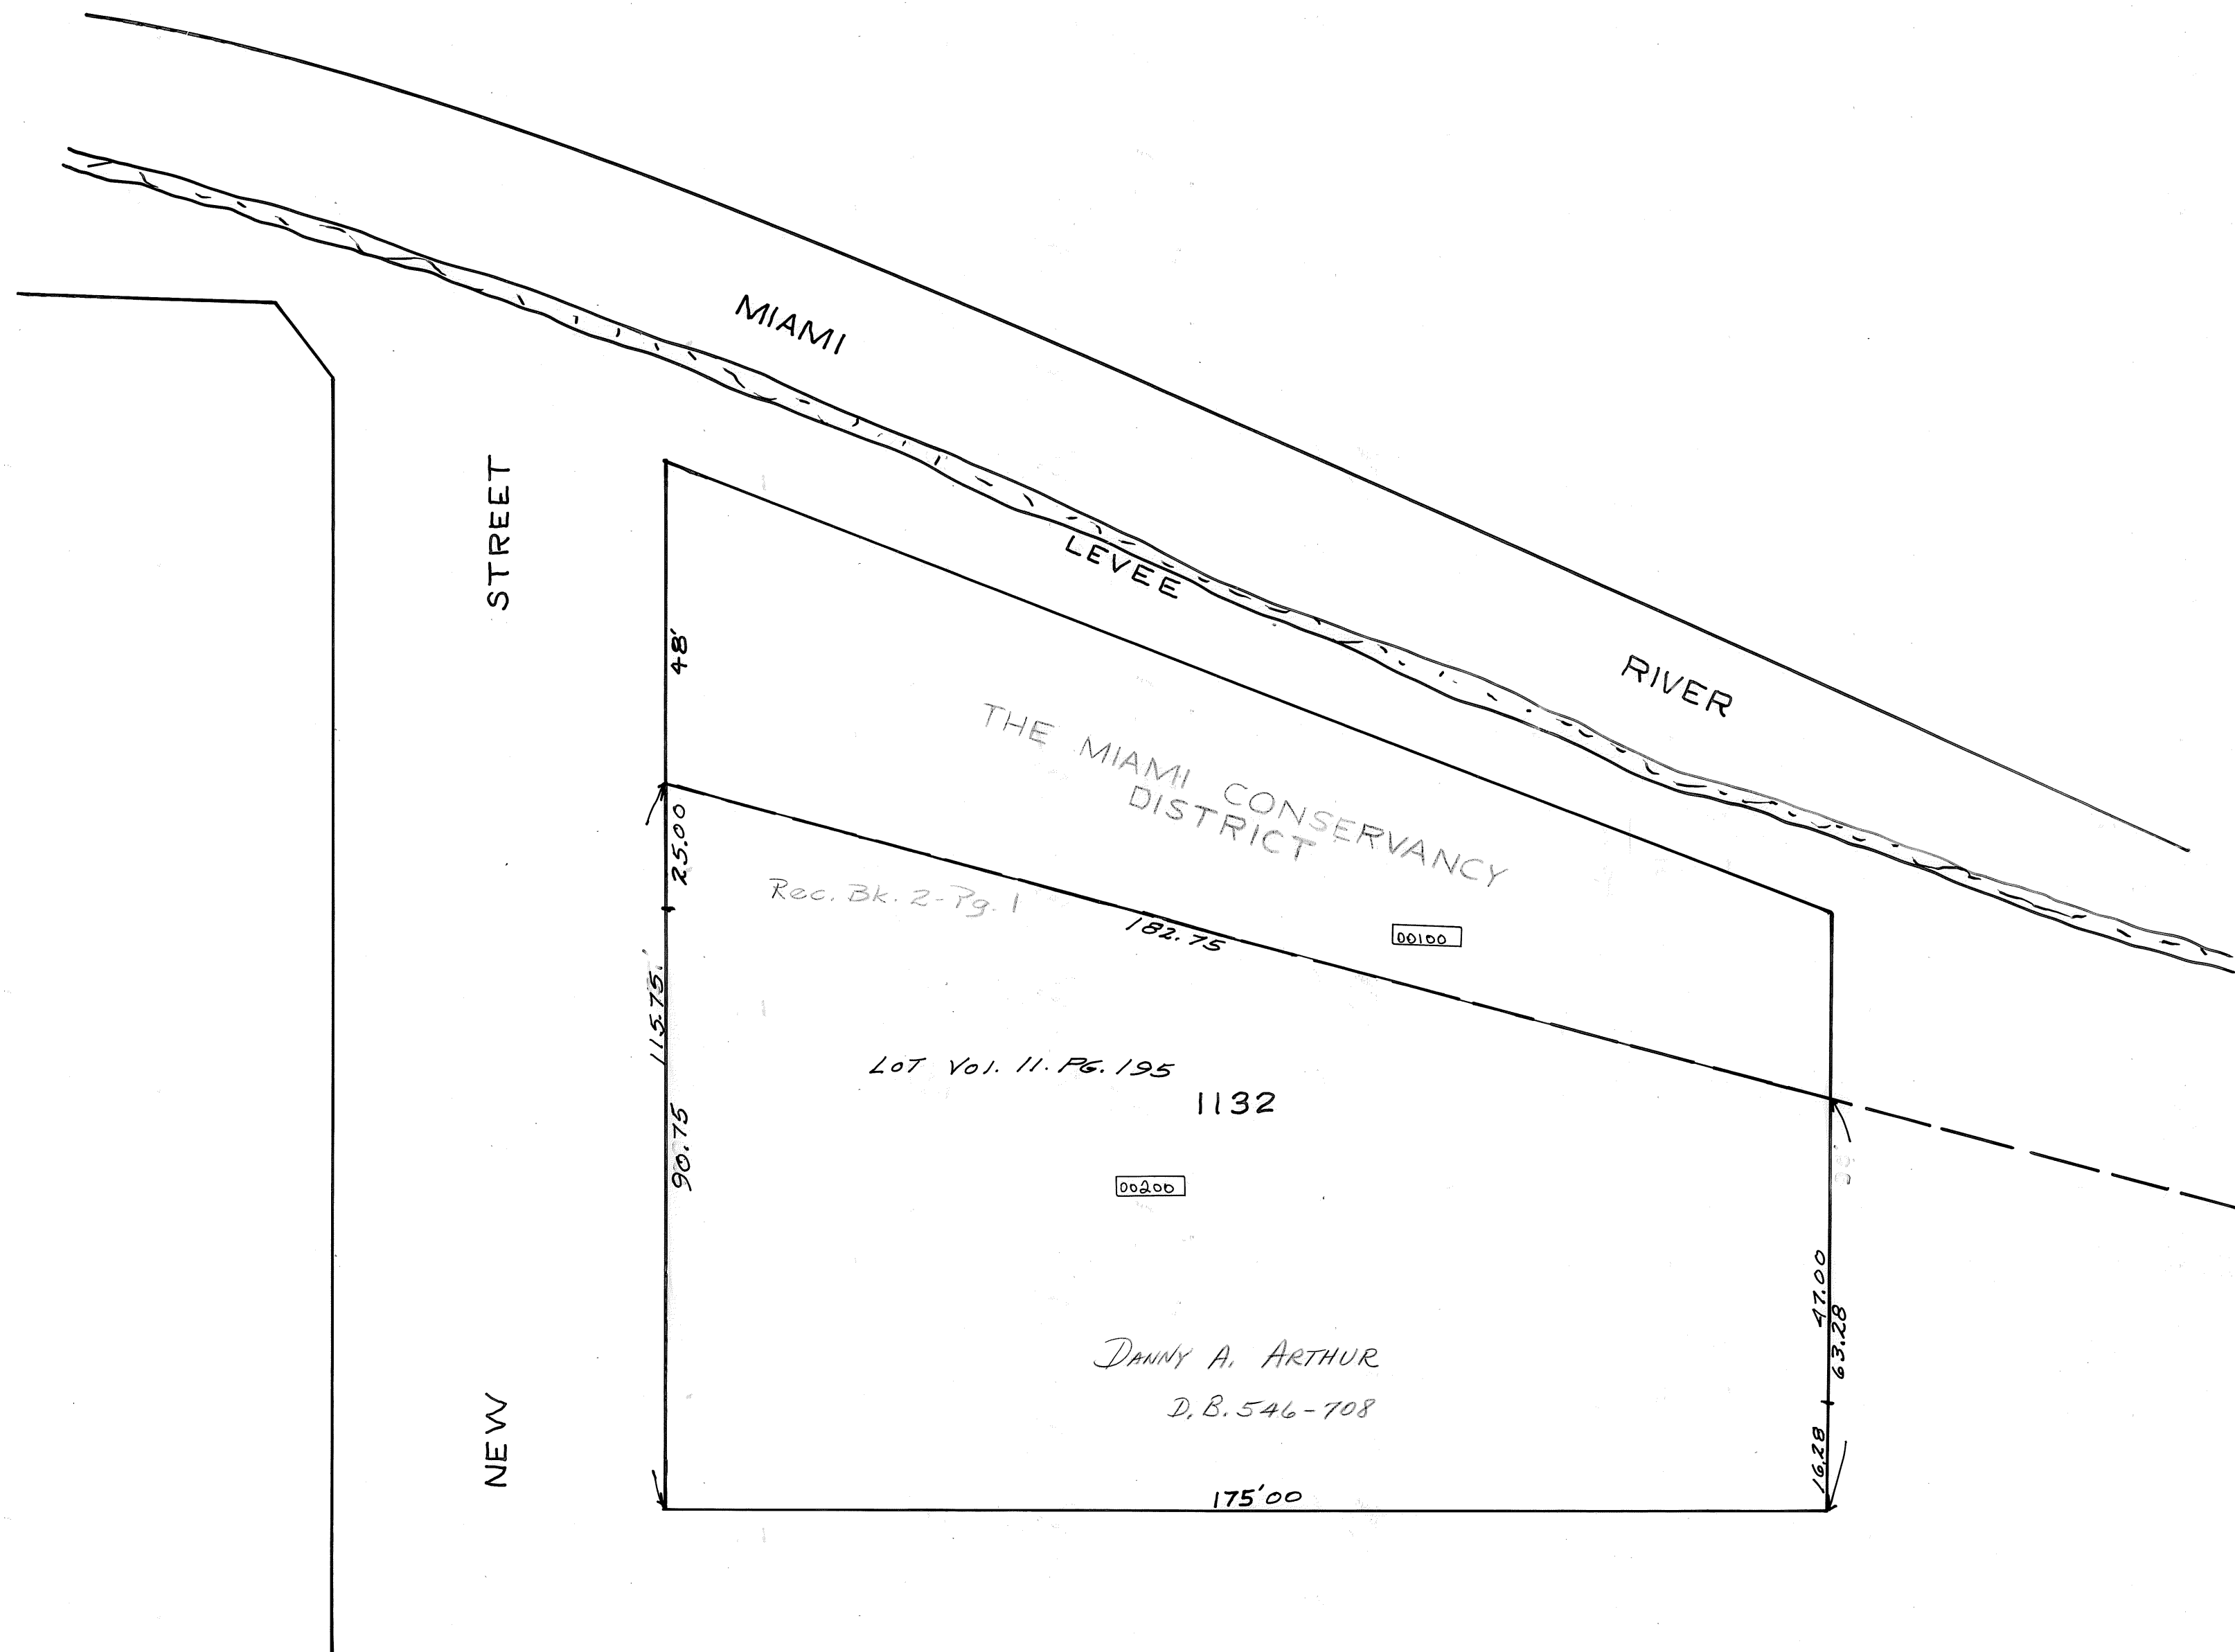 MIAMI
RIVER
LEVEE
STREET
NEW
48'
THE MIAMI CONSERVANCY
DISTRICT
25.00
Rec. Bk. 2-Pg. 1
182.75
00100
115.75'
LOT VOL. 11. PG. 195
1132
90.75
00200
47.00
63.28
DANNY A. ARTHUR
D.B. 546-708
16.28
175'00